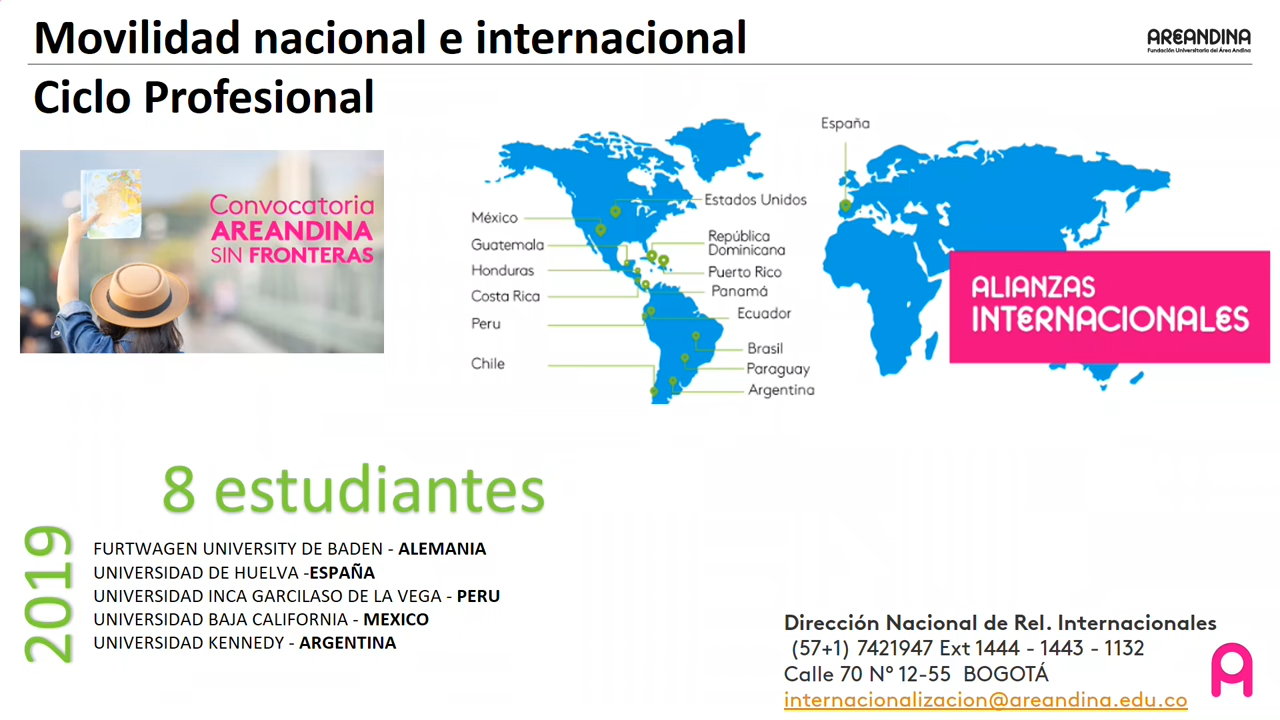 Movilidad nacional e internacional
AREANDINA
Fundación Universitaria del Área Andina
Ciclo Profesional
Convocatoria
AREANDINA
SIN FRONTERAS
España
Estados Unidos
México
República
Dominicana
Guatemala
Honduras
Puerto Rico
Costa Rica
Panamá
Ecuador
Peru
Brasil
Chile
Paraguay
Argentina
ALIANZAS
INTERNACIONALES
8 estudiantes
2019
FURTWAGEN UNIVERSITY DE BADEN - ALEMANIA
UNIVERSIDAD DE HUELVA -ESPAÑA
UNIVERSIDAD INCA GARCILASO DE LA VEGA - PERU
UNIVERSIDAD BAJA CALIFORNIA - MEXICO
UNIVERSIDAD KENNEDY - ARGENTINA
Dirección Nacional de Rel. Internacionales
(57+1) 7421947 Ext 1444 - 1443 - 1132
Calle 70 N° 12-55 BOGOTÁ
internacionalizacion@areandina.edu.co